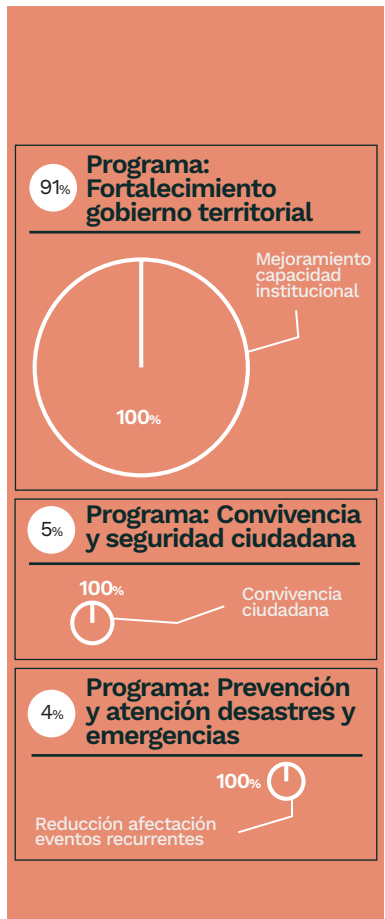 91%
Programa:
Fortalecimiento
gobierno territorial
Mejoramiento
capacidad
institucional
100%
5%
Programa: Convivencia
y seguridad ciudadana
100%
Convivencia
ciudadana
4%
Programa: Prevención
y atención desastres y
emergencias
100%
Reducción afectación
eventos recurrentes